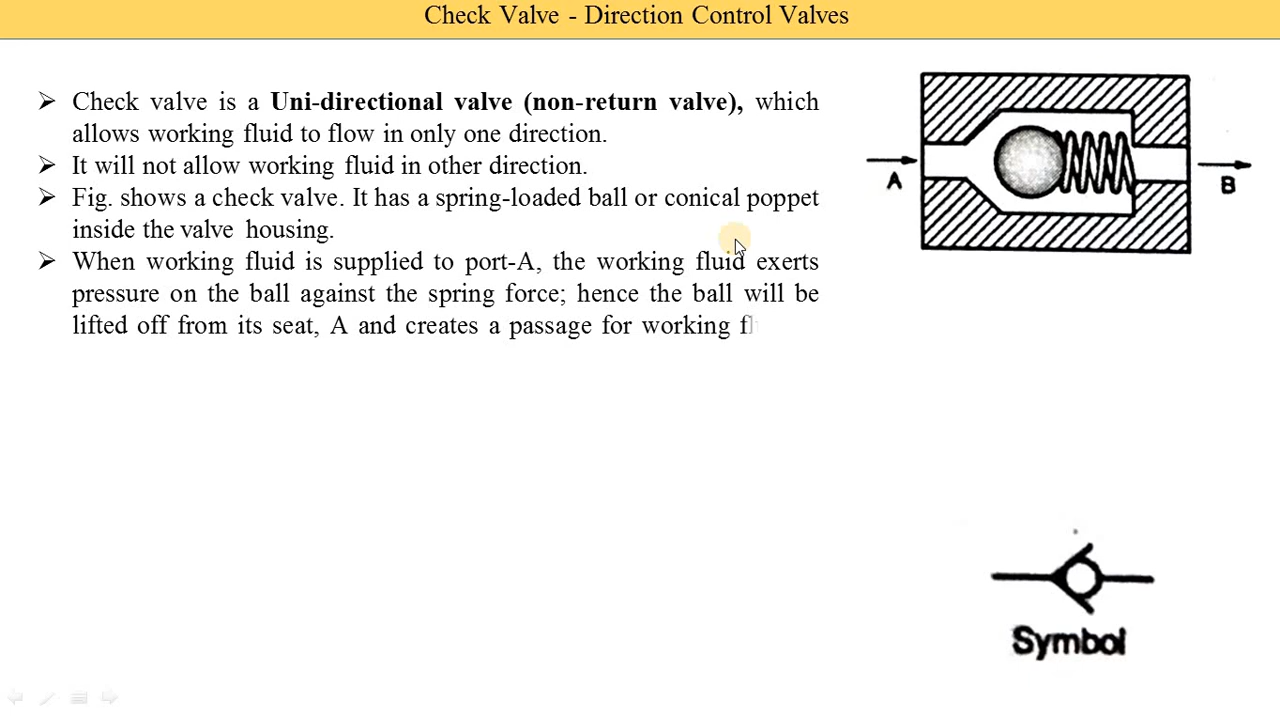 Check Valve - Direction Control Valves
➢ Check valve is a Uni-directional valve (non-return valve), which
allows working fluid to flow in only one direction.
➢ It will not allow working fluid in other direction.
➢ Fig. shows a check valve. It has a spring-loaded ball or conical poppet
inside the valve housing.
➢ When working fluid is supplied to port-A, the working fluid exerts
pressure on the ball against the spring force; hence the ball will be
lifted off from its seat, A and creates a passage for working
A
B
Symbol